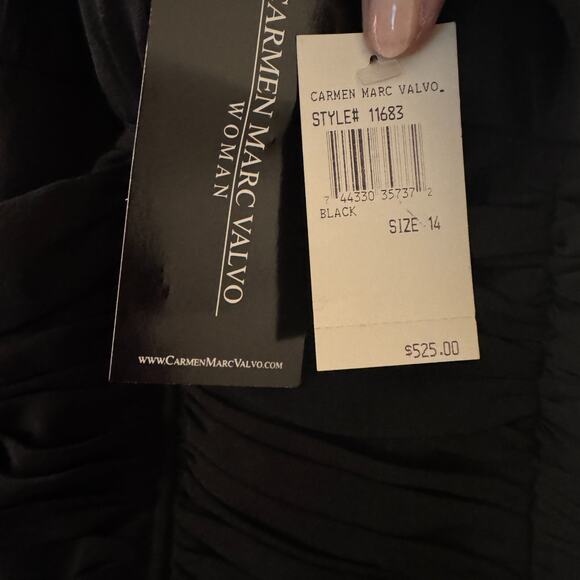 CARMEN MARC VALVO
WOMAN
WWW.CARMENMARCVALVO.COM
CARMEN MARC VALVO.
STYLE# 11683
7 44330 35737 2
BLACK
SIZE 14
$525.00